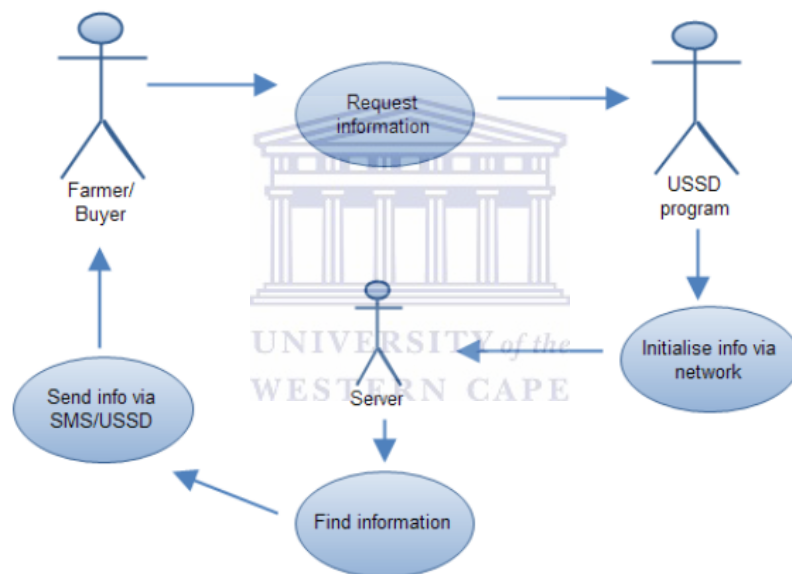 Request
information
Farmer/
Buyer
USSD
program
UNIVERSITY of the
WESTERN CAPE
Initialise info via
network
Server
Send info via
SMS/USSD
Find information